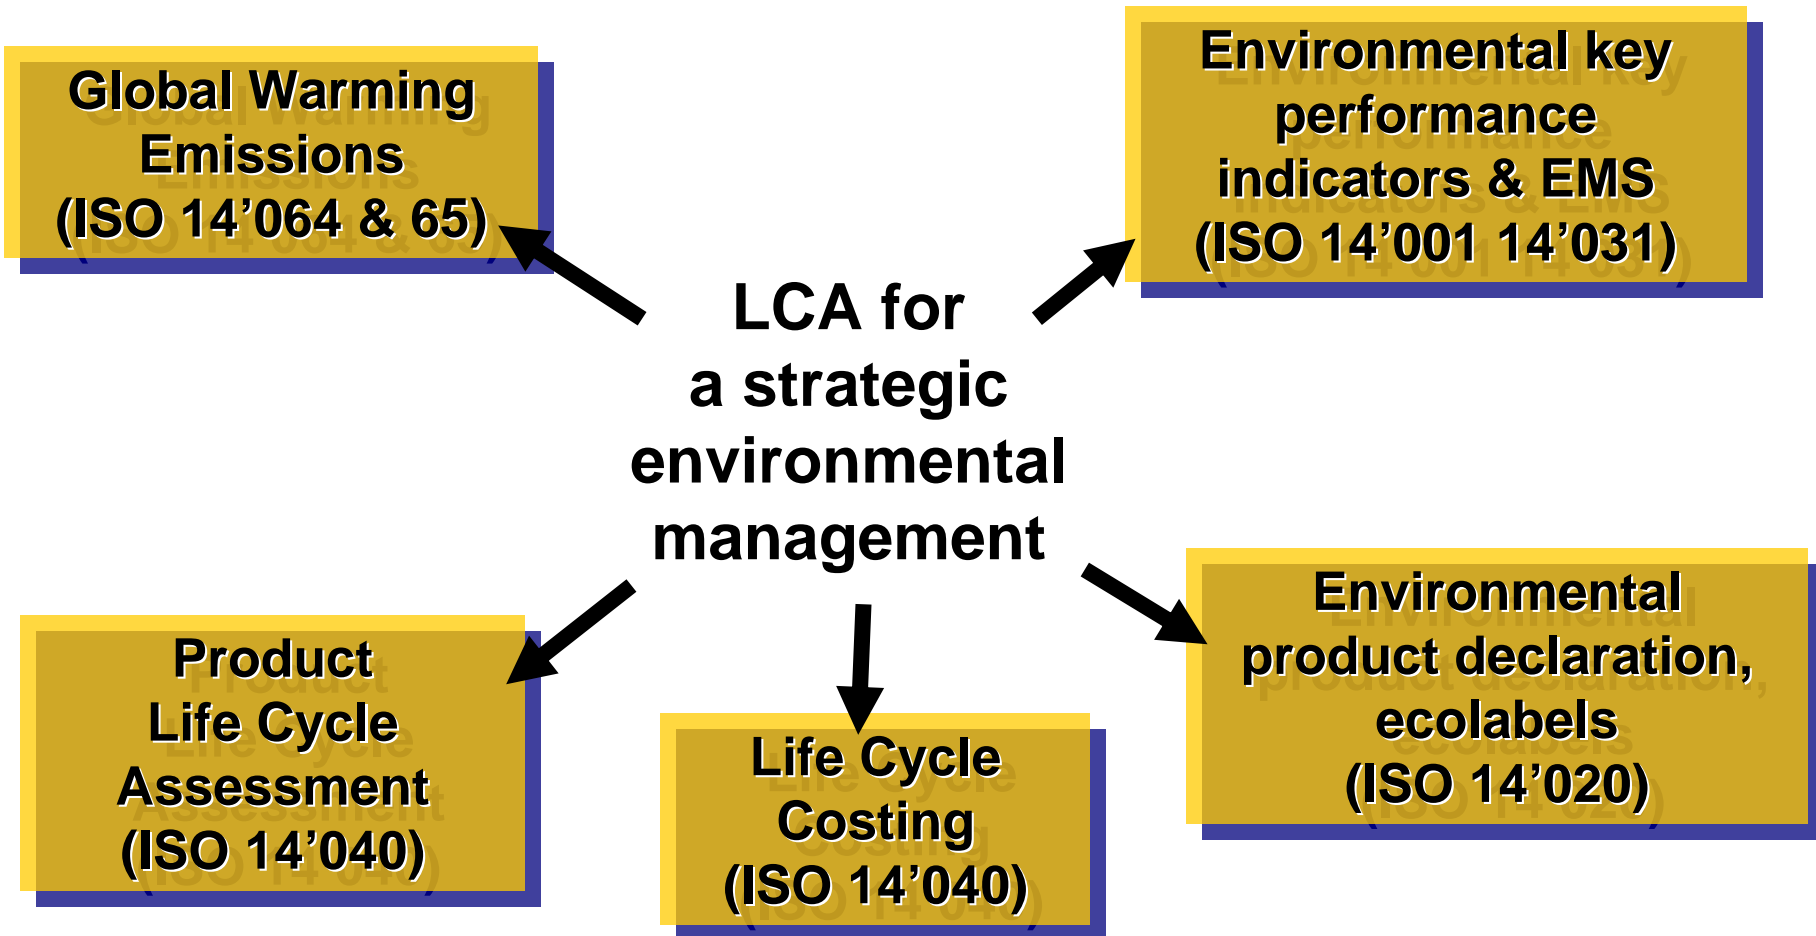 Global Warming
Emissions
(ISO 14’064 & 65)
Environmental key
performance
indicators & EMS
(ISO 14’001 14’031)
LCA for
a strategic
environmental
management
Product
Life Cycle
Assessment
(ISO 14’040)
Life Cycle
Costing
(ISO 14’040)
Environmental
product declaration,
ecolabels
(ISO 14’020)